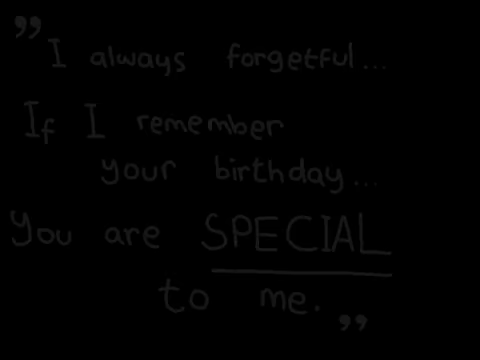 ” I always forgetful...
If I remember
your birthday...
You are SPECIAL
to me. ”